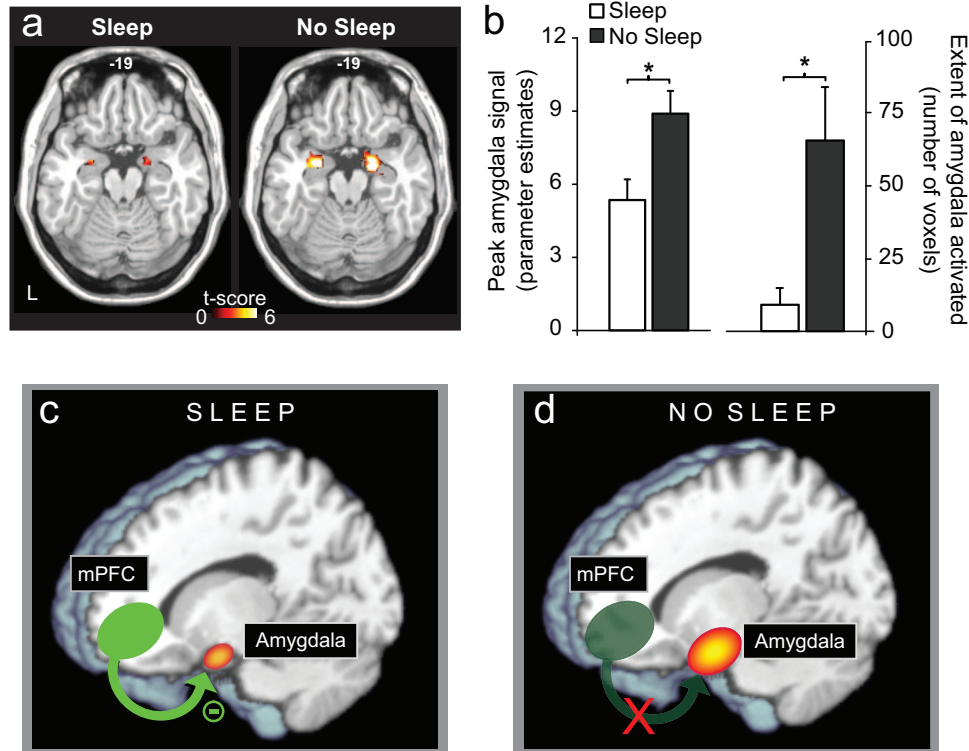 a
Sleep
No Sleep
-19
-19
L
t-score
0
6
b
Sleep
No Sleep
12
9
6
3
0
Peak amygdala signal
(parameter estimates)
*
*
100
75
50
25
0
Extent of amygdala activated
(number of voxels)
c
SLEEP
mPFC
Amygdala
-
d
NO SLEEP
mPFC
Amygdala
X